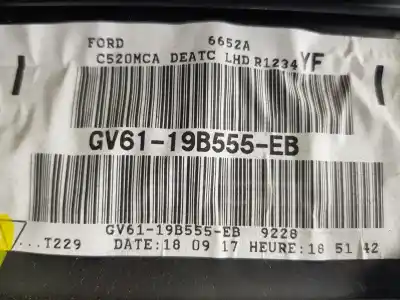 FORD 6652A
C520MCA DEATC LHD R1234 YF
GV61-19B555-EB
GV61-19B555-EB 9228
...T229 DATE:18 09 17 HEURE:18 51 42